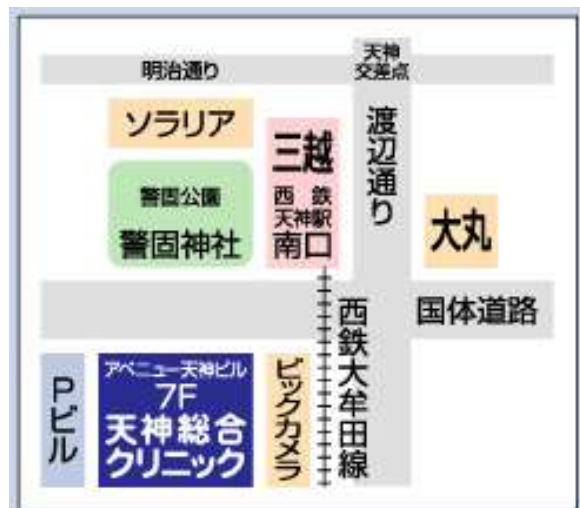 天神
交差点
明治通り
ソラリア
三越
西鉄
天神駅
南口
渡辺通り
警固公園
警固神社
大丸
国体道路
西鉄大牟田線
Pビル
アベニュー天神ビル
7F
天神総合
クリニック
ビックカメラ